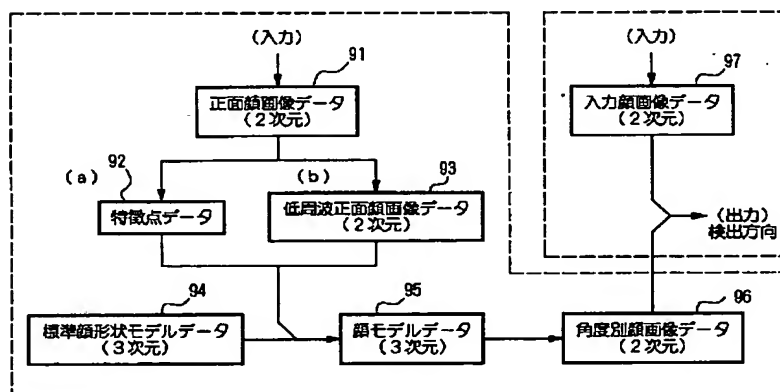 (入力)
91
正面顔画像データ
(2次元)
(a)
92
特徴点データ
(b)
93
低周波正面顔画像データ
(2次元)
94
標準顔形状モデルデータ
(3次元)
95
顔モデルデータ
(3次元)
(入力)
97
入力顔画像データ
(2次元)
(出力)
検出方向
96
角度別顔画像データ
(2次元)